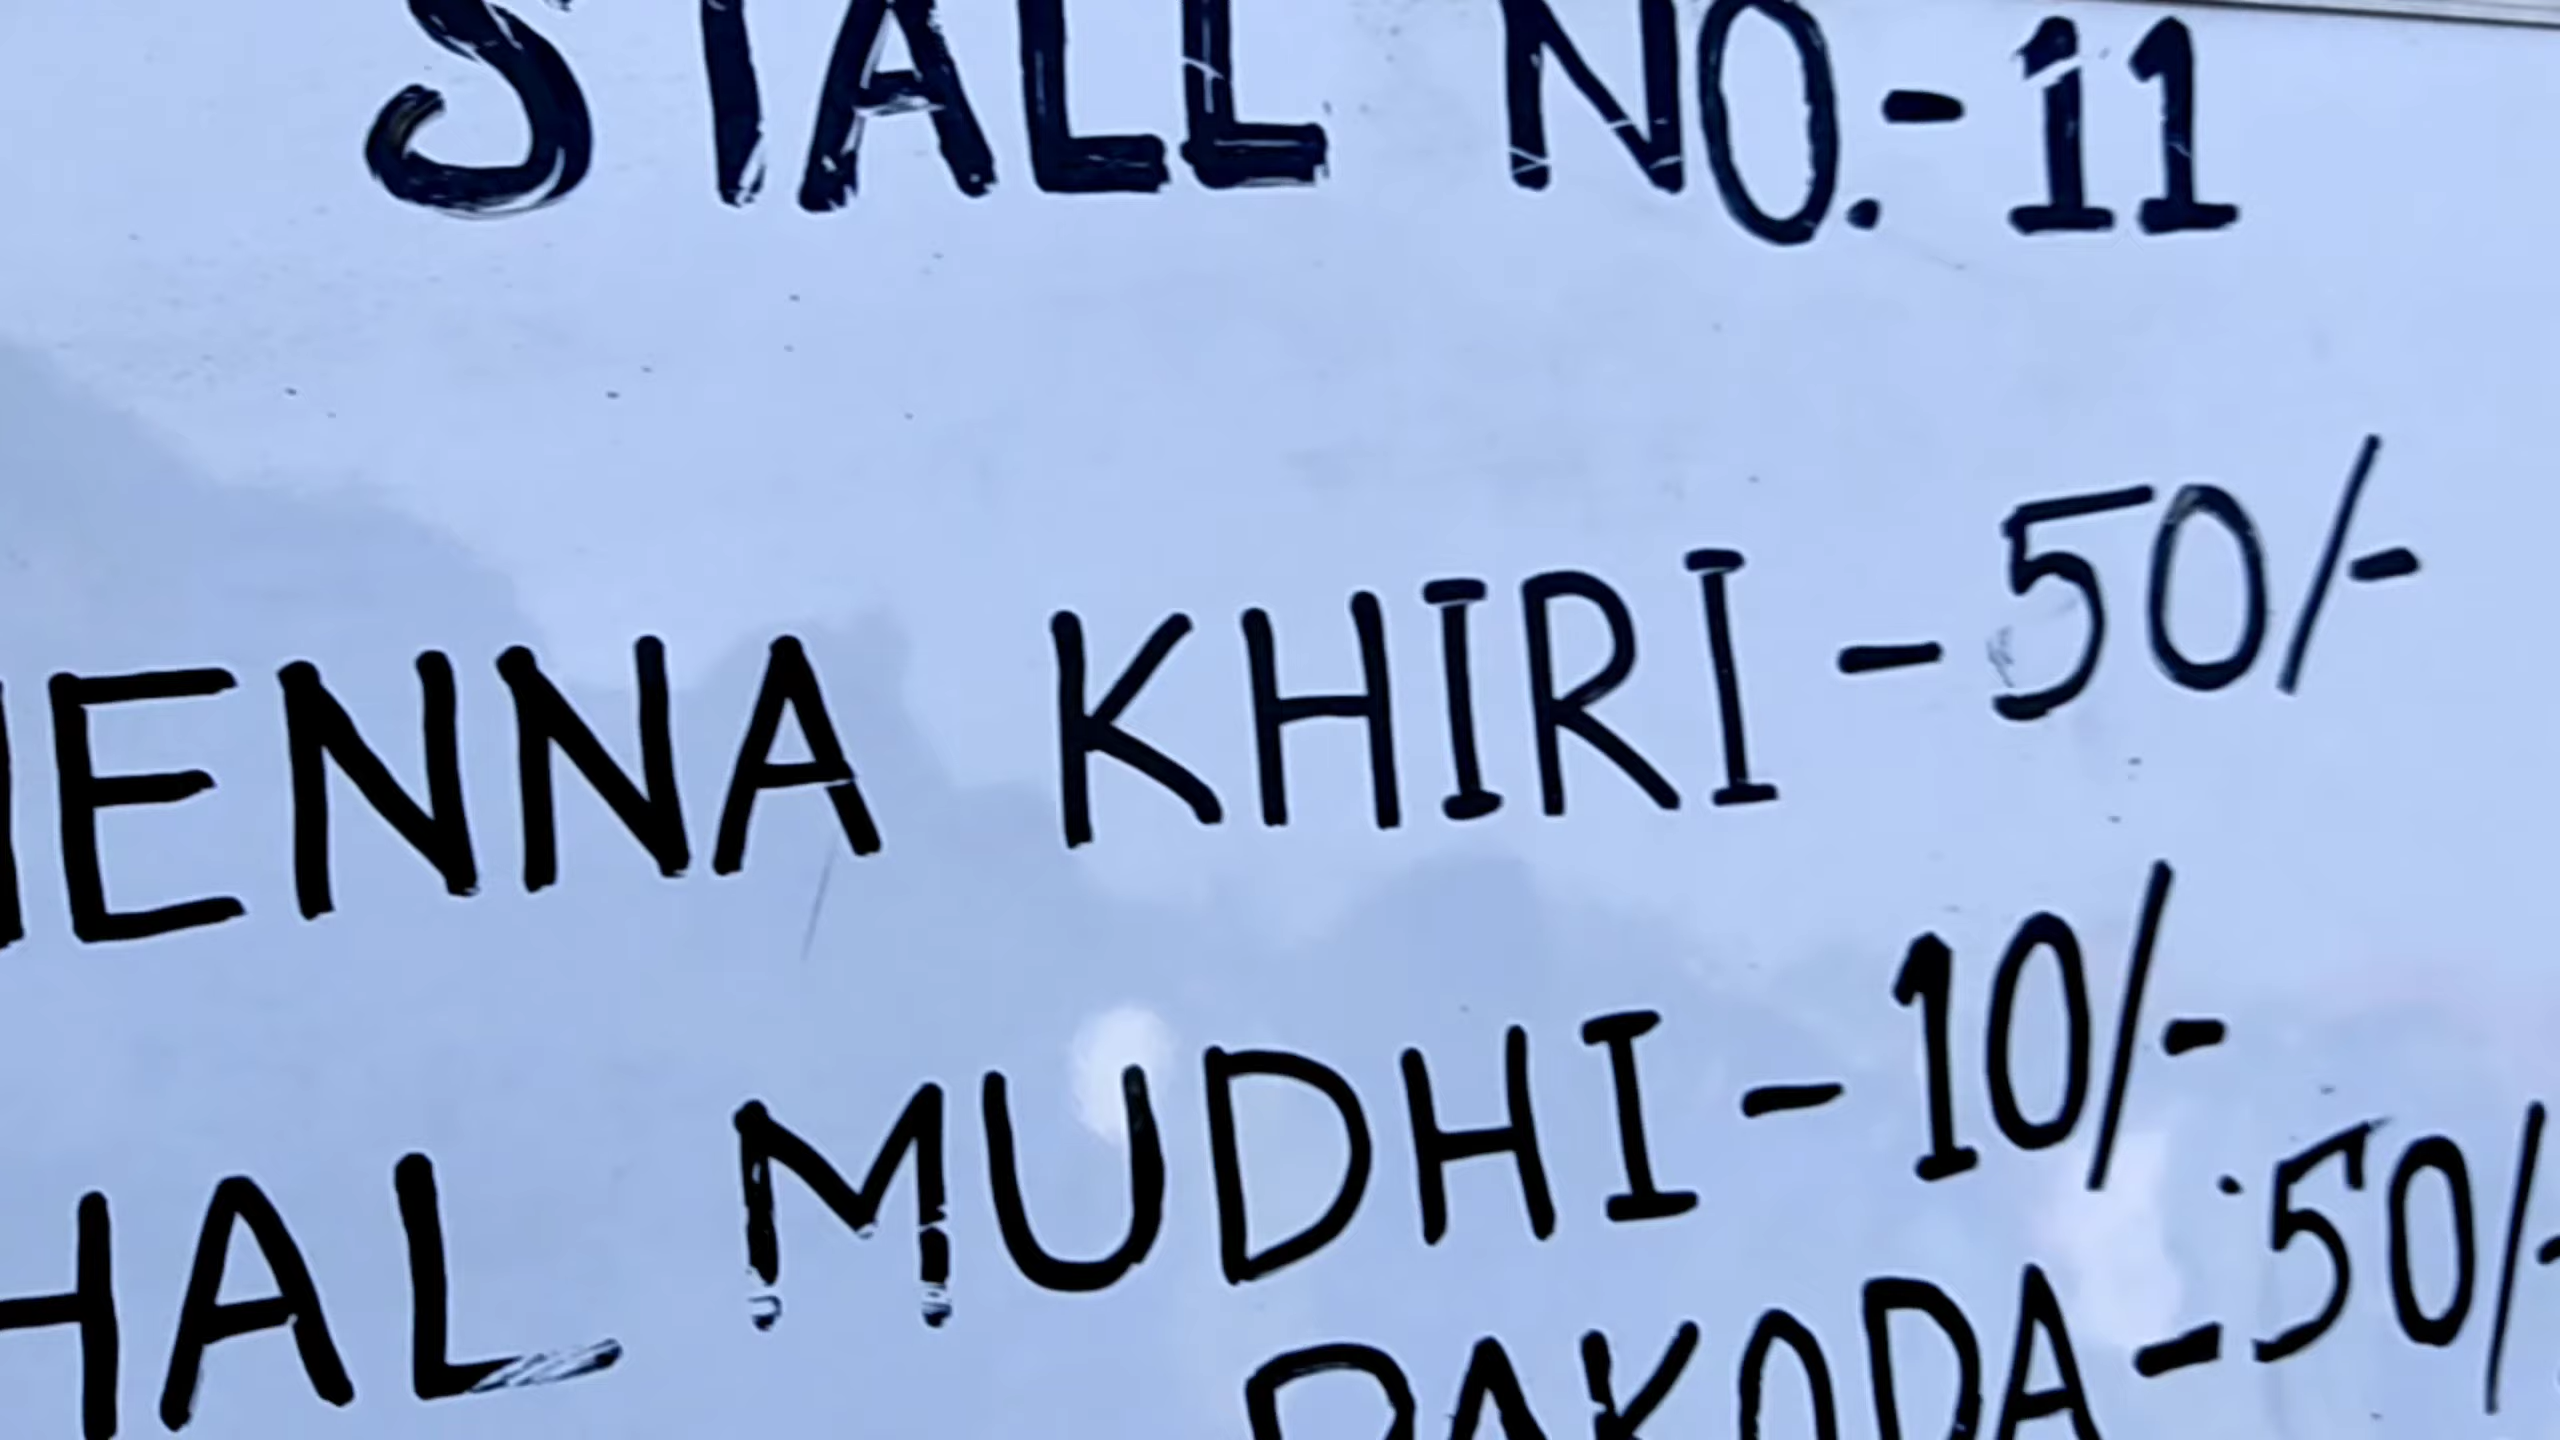 STALL NO.-11
HENNA KHIRI - 50/-
HAL MUDHI - 10/-
PAKODA - 50/-